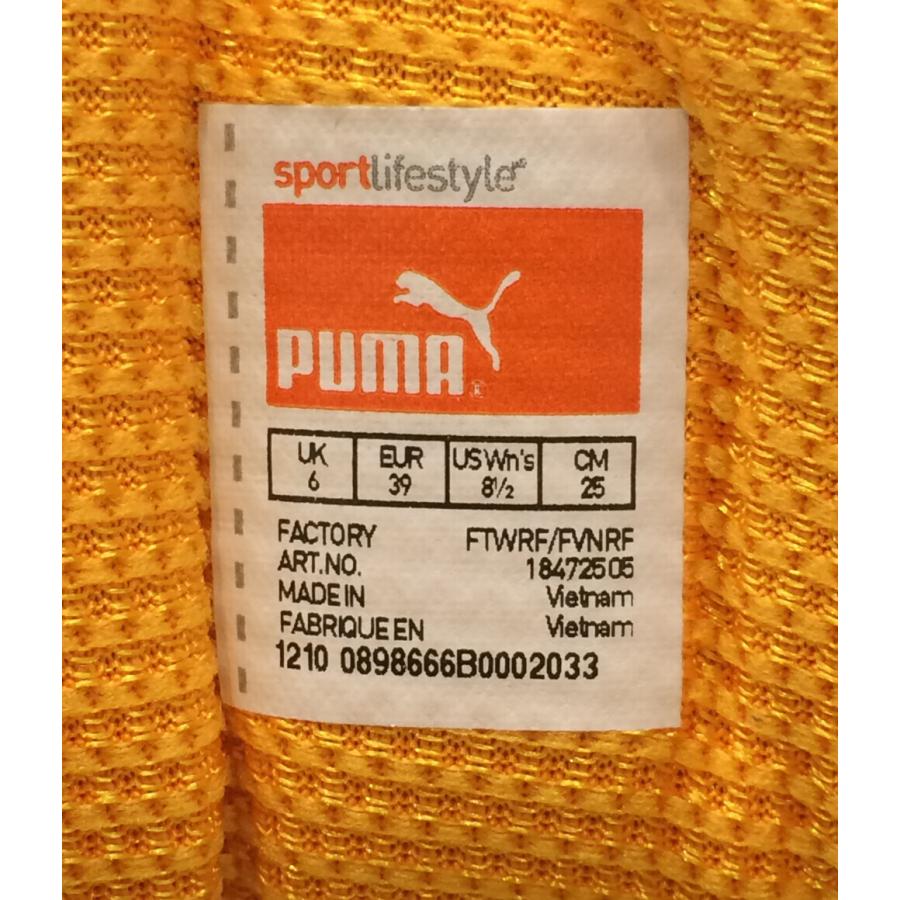 sportlifestyle
PUMA®
UK EUR US Wn's CM
6 39 8½ 25
FACTORY FTWRF/FVNRF
ART.NO. 18472505
MADE IN Vietnam
FABRIQUE EN Vietnam
1210 0898666B0002033